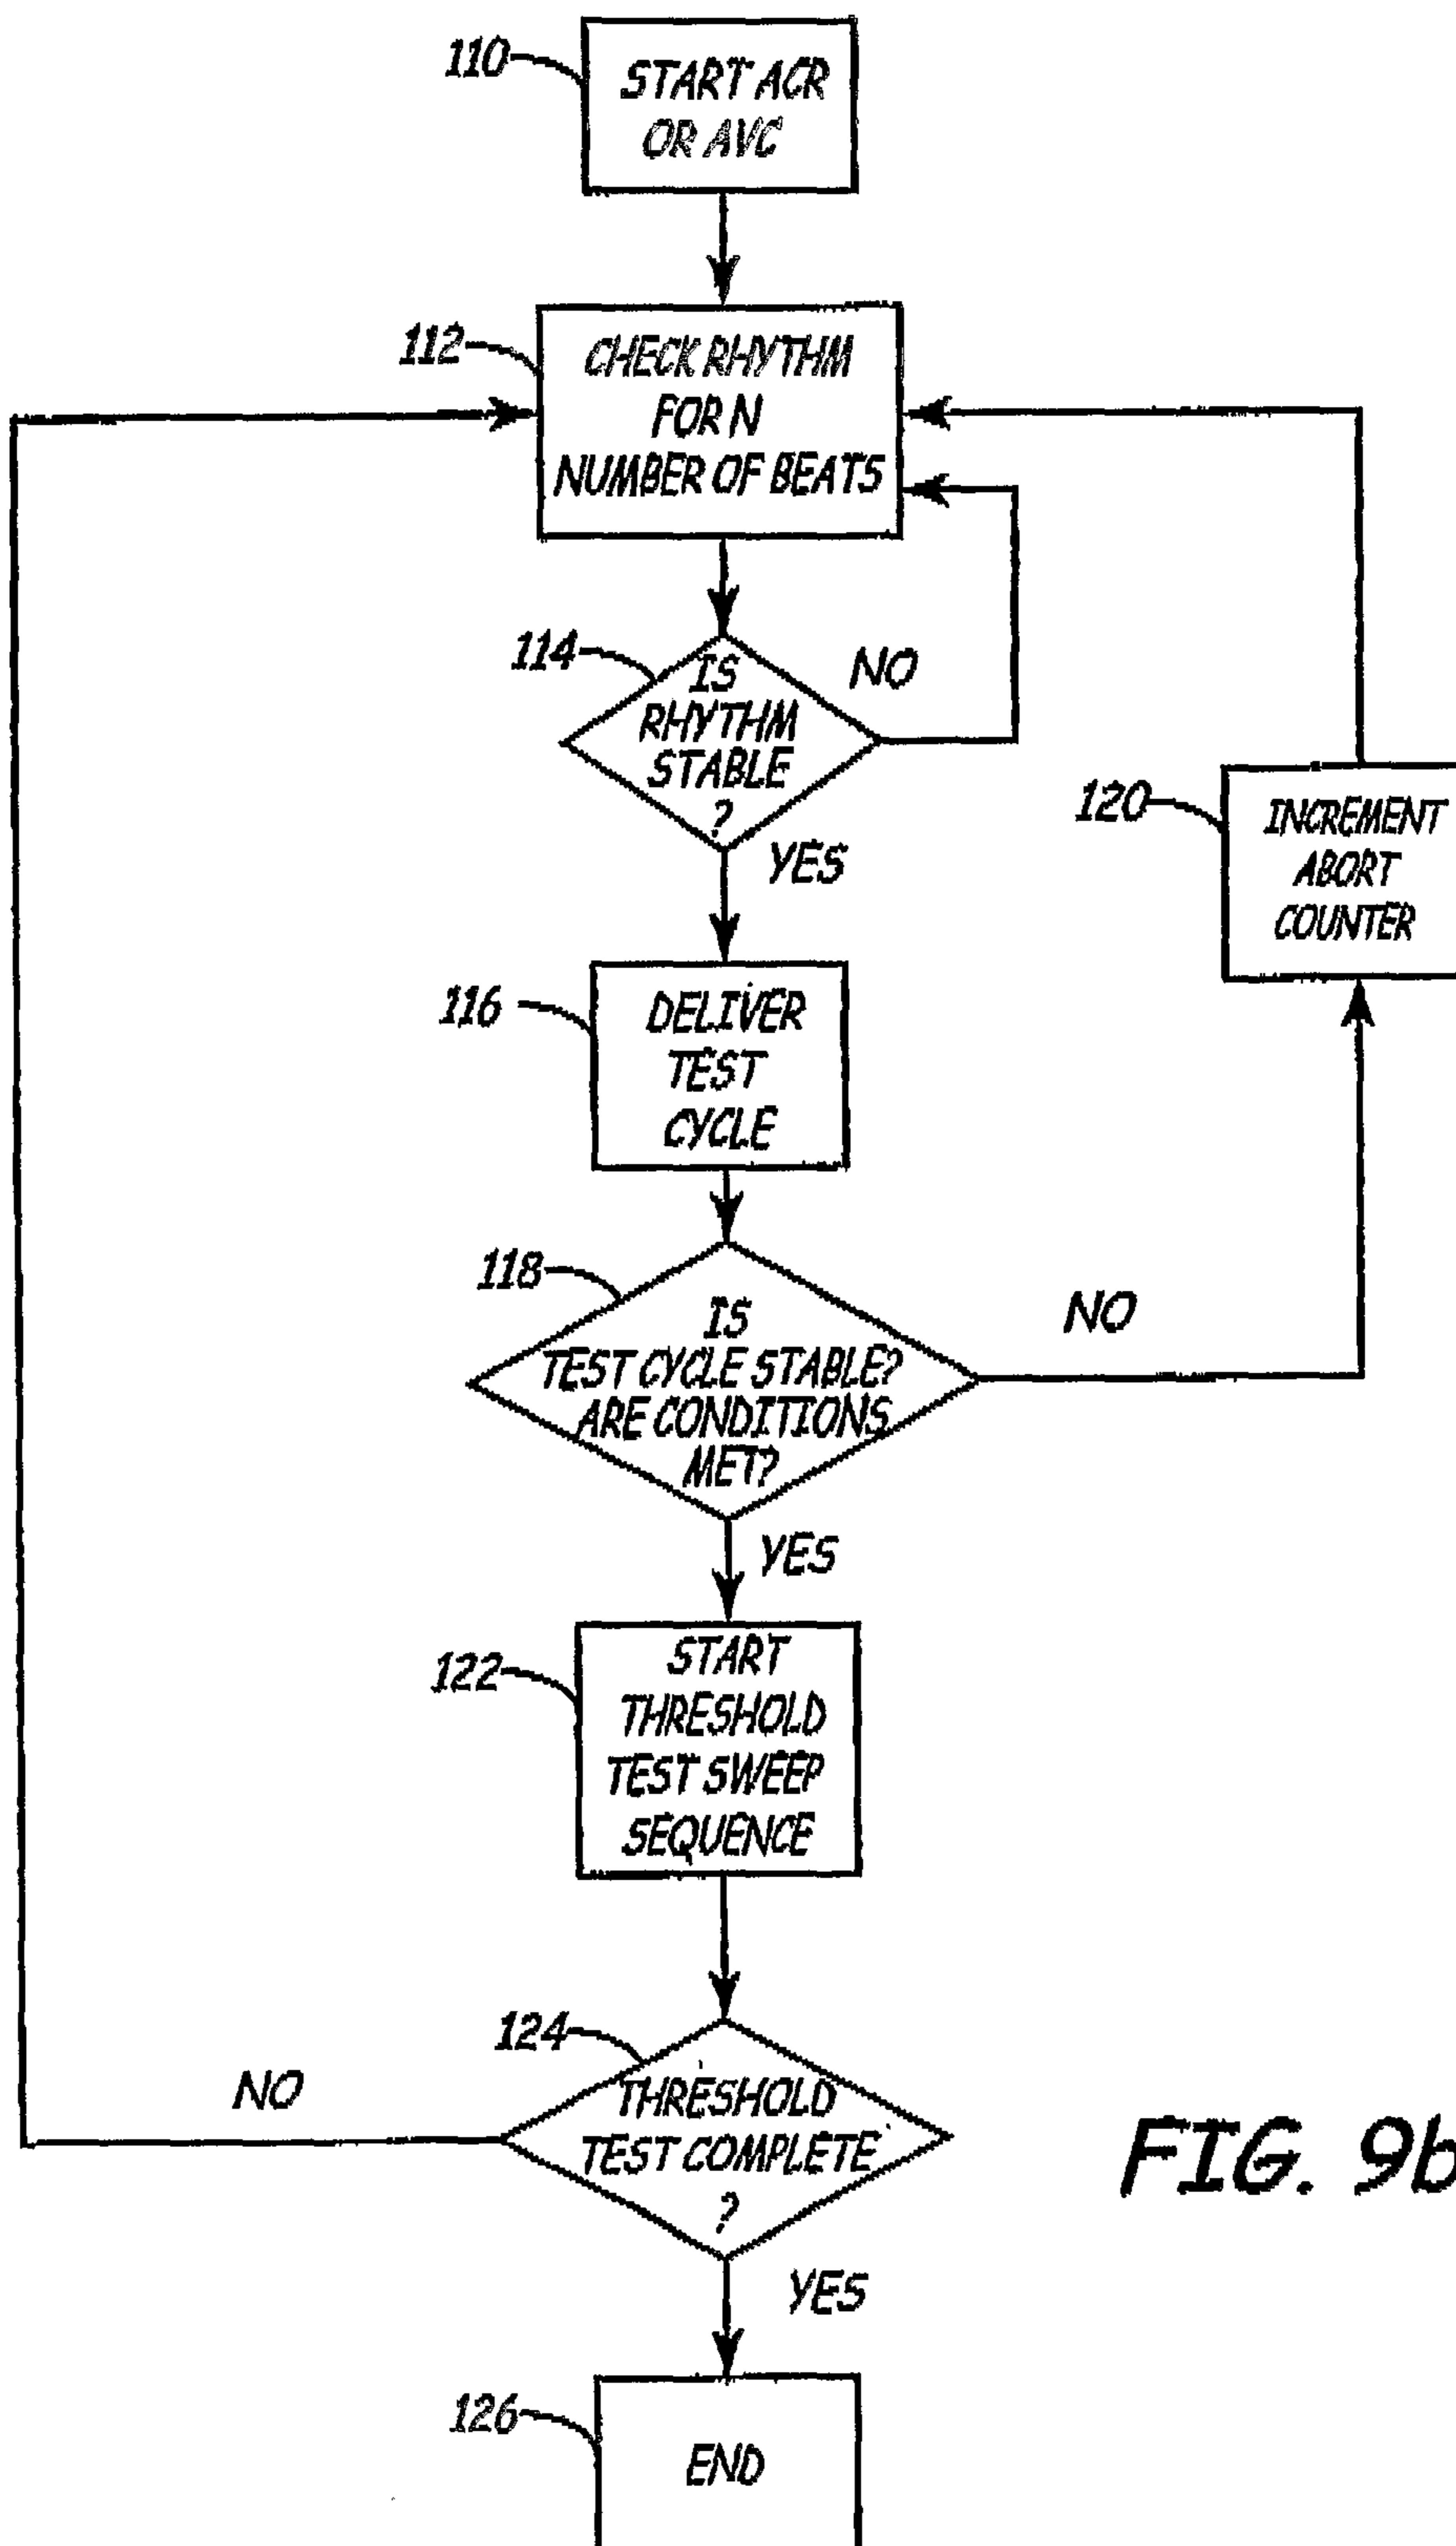 110
START ACR
OR AVC
112
CHECK RHYTHM
FOR N
NUMBER OF BEATS
114
IS
RHYTHM
STABLE
?
NO
YES
120
INCREMENT
ABORT
COUNTER
116
DELIVER
TEST
CYCLE
118
IS
TEST CYCLE STABLE?
ARE CONDITIONS
MET?
NO
YES
122
START
THRESHOLD
TEST SWEEP
SEQUENCE
124
THRESHOLD
TEST COMPLETE
?
NO
YES
126
END
FIG. 9b